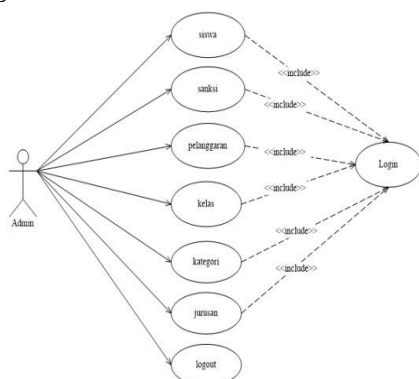 siswa
<<include>>
sanksi
<<include>>
pelanggaran
<<include>>
Login
<<include>>
kelas
Admin
<<include>>
kategori
<<include>>
jurusan
logout